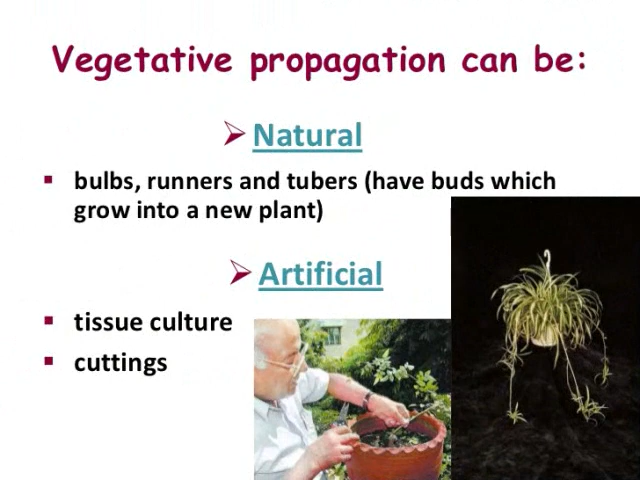 Vegetative propagation can be:
Natural
bulbs, runners and tubers (have buds which
grow into a new plant)
Artificial
tissue culture
cuttings